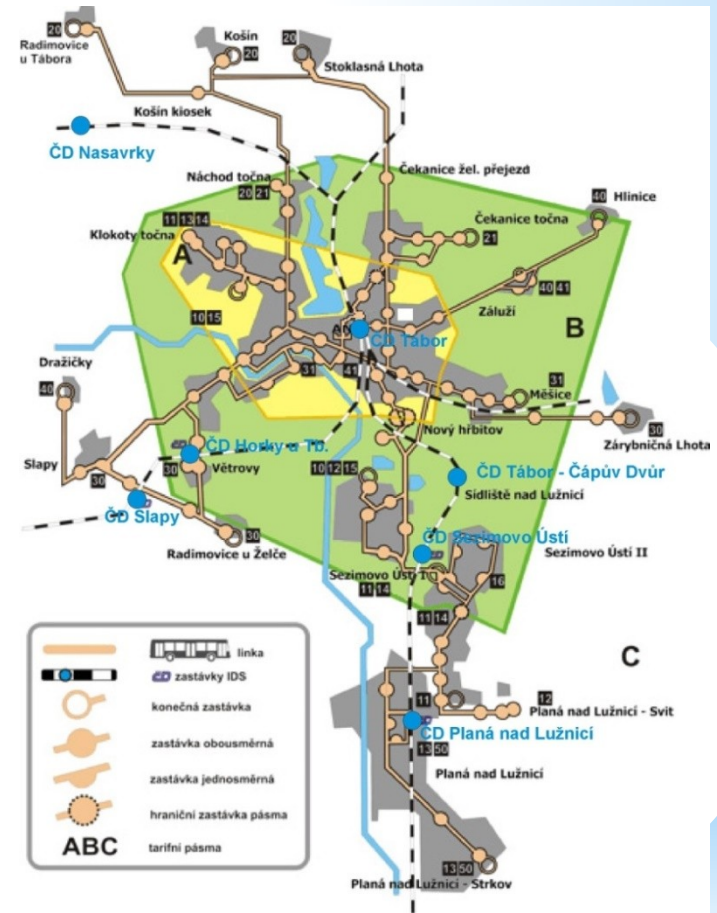 20
Radimovice
u Tábora
Košín
20
20
Stoklasná Lhota
Košín kiosek
ČD Nasavrky
Náchod točna
20 21
Čekanice žel. přejezd
40
Hlinice
11 13 14
Klokoty točna
A
Čekanice točna
21
40 41
Záluží
10 15
B
ČD Tábor
Dražičky
40
31
41
31
Měšice
Nový hřbitov
30
Zárybničná Lhota
ČD Horky u Tb.
Slapy
30
30
Větrovy
10 12 15
ČD Tábor - Čápův Dvůr
Sídliště nad Lužnicí
ČD Slapy
30
Radimovice u Želče
ČD Sezimovo Ústí
Sezimovo Ústí II
Sezimovo Ústí I
11 14
16
11 14
C
11
12
Planá nad Lužnicí - Svit
ČD Planá nad Lužnicí
13 50
Planá nad Lužnicí
13 50
Planá nad Lužnicí - Strkov
linka
ČD zastávky IDS
konečná zastávka
zastávka obousměrná
zastávka jednosměrná
hraniční zastávka pásma
ABC tarifní pásma